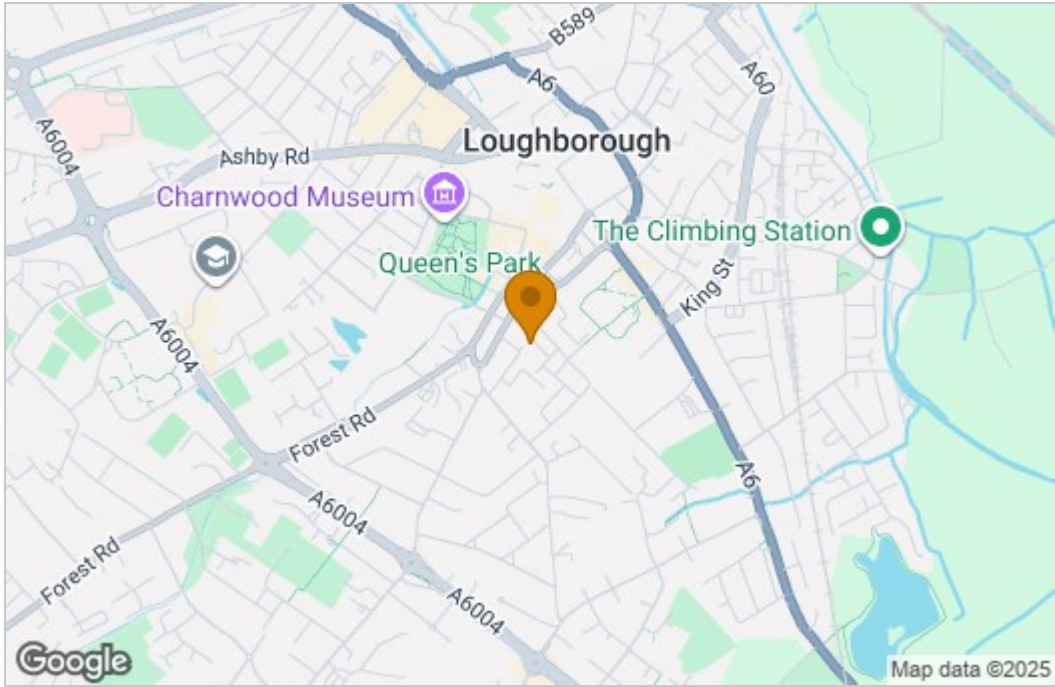 B589
A6
A60
A6004
Loughborough
Ashby Rd
Charnwood Museum
The Climbing Station
Queen's Park
King St
A6004
Forest Rd
A6
A6004
Forest Rd
A6004
Google
Map data ©2025